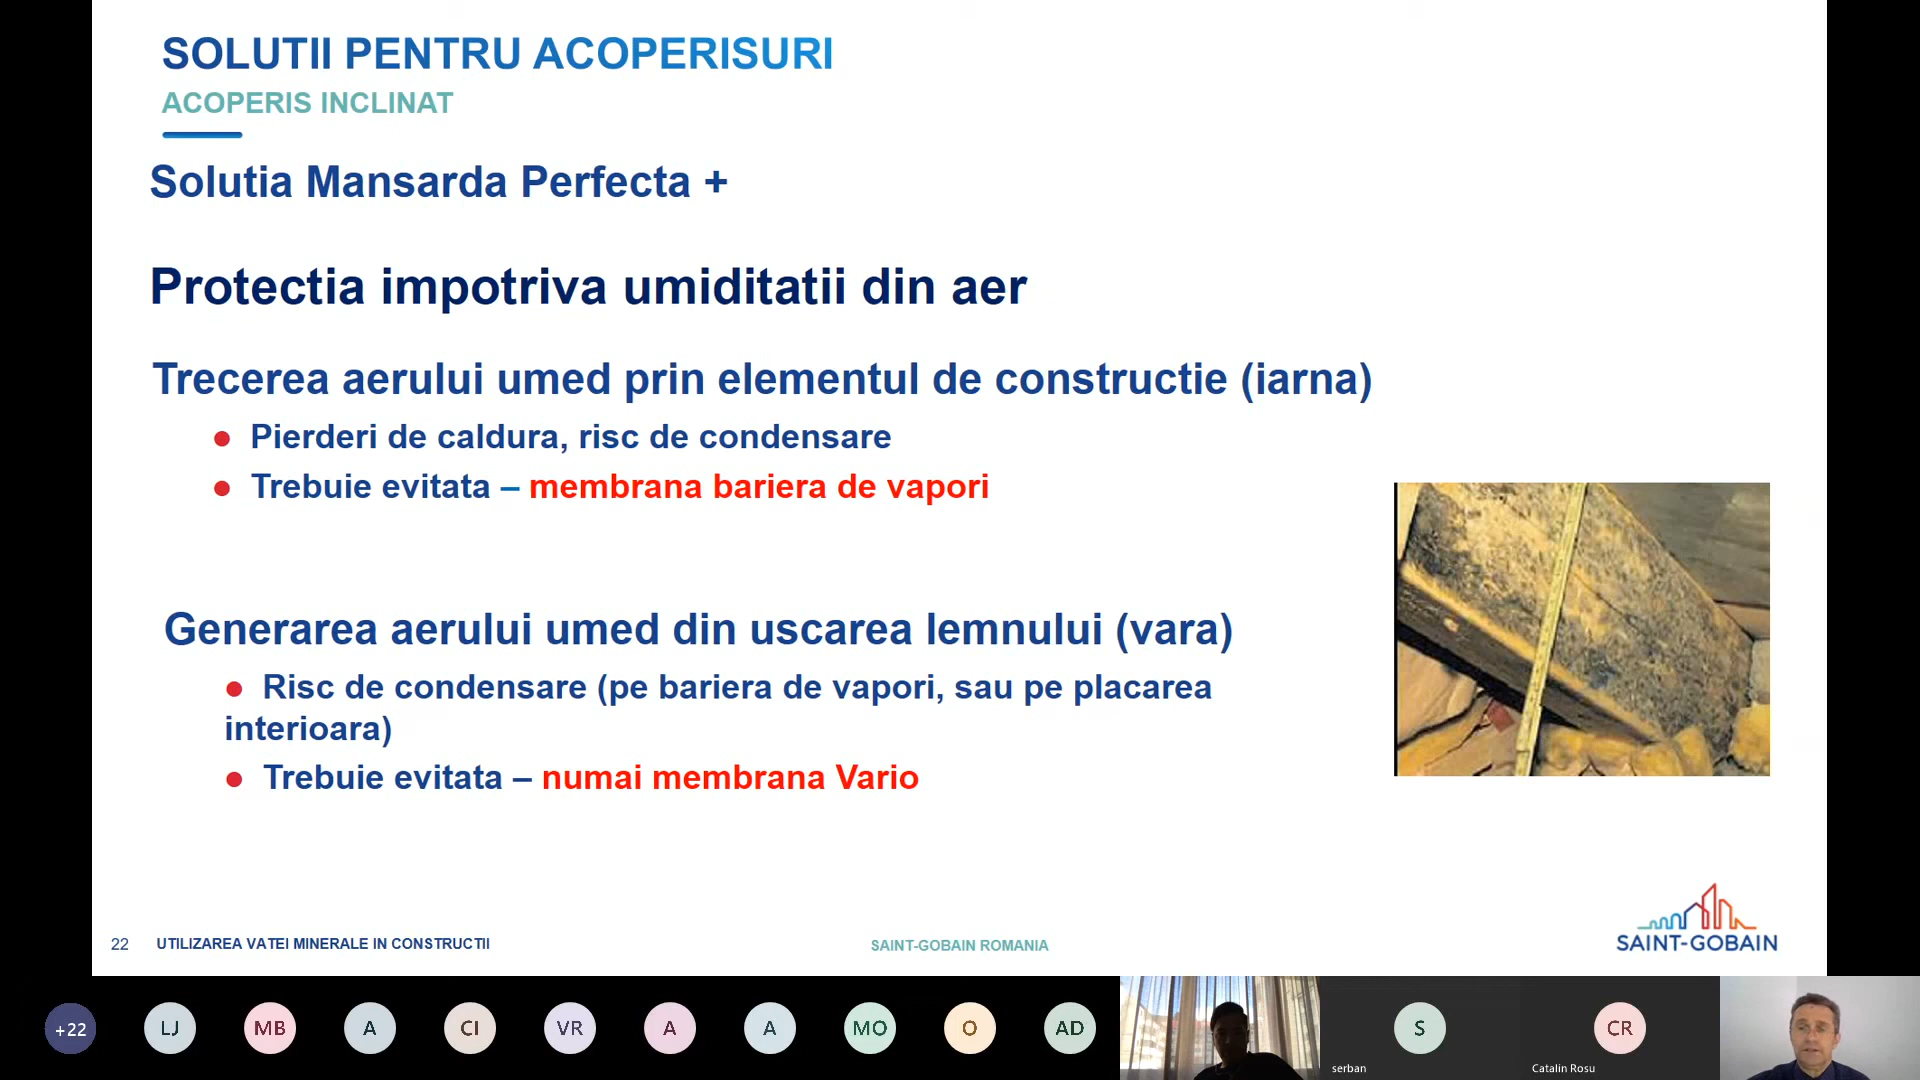 SOLUTII PENTRU ACOPERISURI
ACOPERIS INCLINAT
Solutia Mansarda Perfecta +
Protectia impotriva umiditatii din aer
Trecerea aerului umed prin elementul de constructie (iarna)
● Pierderi de caldura, risc de condensare
● Trebuie evitata – membrana bariera de vapori
Generarea aerului umed din uscarea lemnului (vara)
● Risc de condensare (pe bariera de vapori, sau pe placarea
interioara)
● Trebuie evitata – numai membrana Vario
22 UTILIZAREA VATEI MINERALE IN CONSTRUCTII
SAINT-GOBAIN ROMANIA
SAINT-GOBAIN
+22 LJ MB A CI VR A A MO O AD S CR
serban
Catalin Rosu